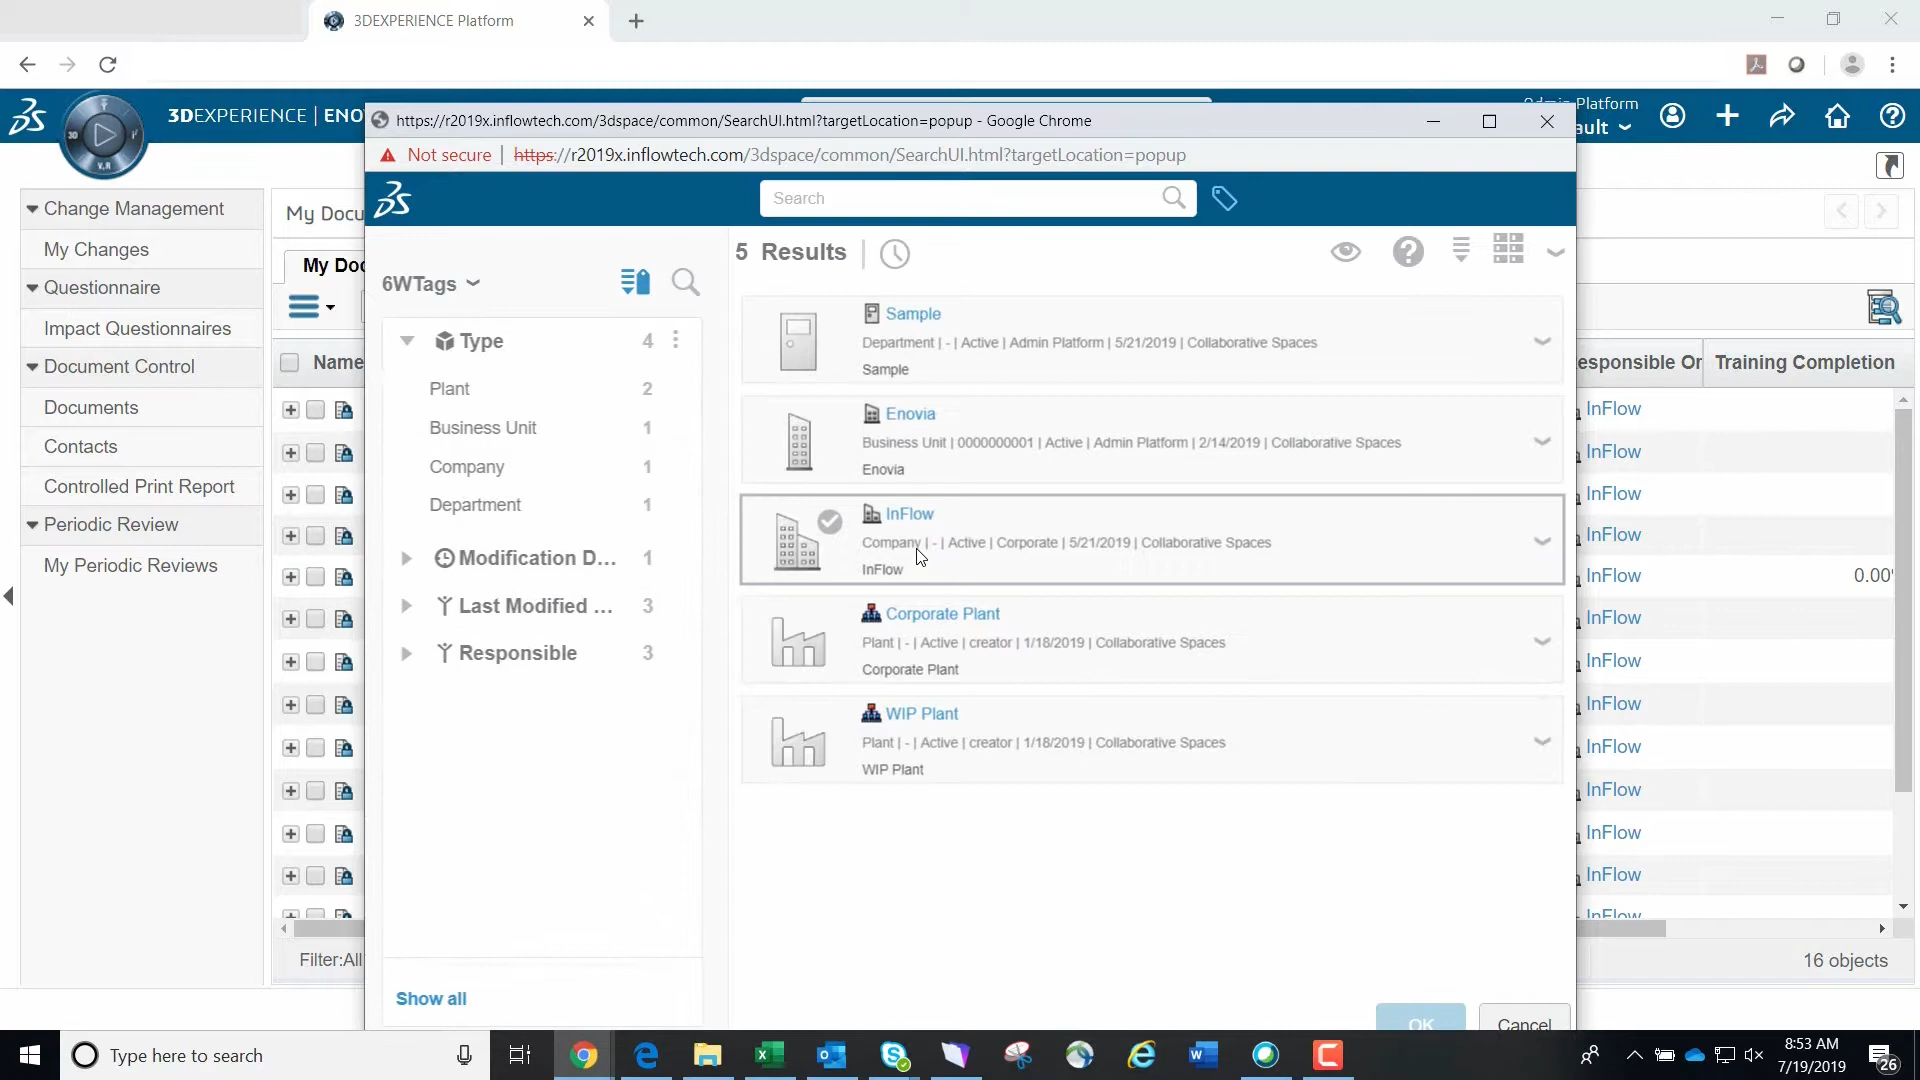 3DEXPERIENCE Platform
3DEXPERIENCE | ENO
Admin Platform
ault
https://r2019x.inflowtech.com/3dspace/common/SearchUI.html?targetLocation=popup - Google Chrome
Not secure | https://r2019x.inflowtech.com/3dspace/common/SearchUI.html?targetLocation=popup
Search
Change Management
My Changes
Questionnaire
Impact Questionnaires
Document Control
Documents
Contacts
Controlled Print Report
Periodic Review
My Periodic Reviews
My Docu
My Doc
Name
Filter:All
6WTags
Type 4
Plant 2
Business Unit 1
Company 1
Department 1
Modification D... 1
Last Modified ... 3
Responsible 3
Show all
5 Results
Sample
Department | - | Active | Admin Platform | 5/21/2019 | Collaborative Spaces
Sample
Enovia
Business Unit | 0000000001 | Active | Admin Platform | 2/14/2019 | Collaborative Spaces
Enovia
InFlow
Company | - | Active | Corporate | 5/21/2019 | Collaborative Spaces
InFlow
Corporate Plant
Plant | - | Active | creator | 1/18/2019 | Collaborative Spaces
Corporate Plant
WIP Plant
Plant | - | Active | creator | 1/18/2019 | Collaborative Spaces
WIP Plant
OK
Cancel
esponsible Or
Training Completion
InFlow
InFlow
InFlow
InFlow
InFlow 0.00
InFlow
InFlow
InFlow
InFlow
InFlow
InFlow
InFlow
InFlow
16 objects
Type here to search
8:53 AM
7/19/2019
26